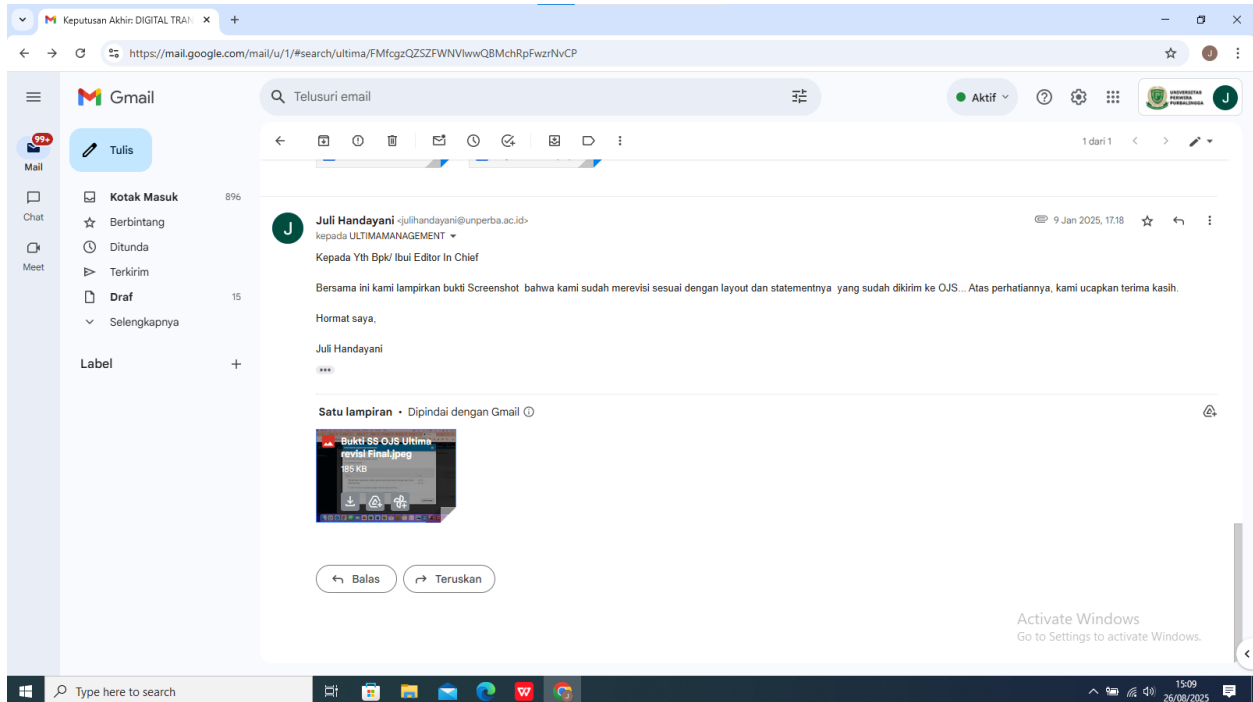 Keputusan Akhir: DIGITAL TRAN
https://mail.google.com/mail/u/1/#search/ultima/FMfcgzQZSZFWNVlwwQBMchRpFwzrNvCP
J
Gmail
Telusuri email
Aktif
UNIVERSITAS
PERWIRA
PURBALINGGA
J
99+
Mail
Chat
Meet
Tulis
Kotak Masuk 896
Berbintang
Ditunda
Terkirim
Draf 15
Selengkapnya
Label
1 dari 1
J
Juli Handayani <julihandayani@unperba.ac.id>
9 Jan 2025, 17.18
kepada ULTIMAMANAGEMENT
Kepada Yth Bpk/ Ibui Editor In Chief
Bersama ini kami lampirkan bukti Screenshot bahwa kami sudah merevisi sesuai dengan layout dan statementnya yang sudah dikirim ke OJS... Atas perhatiannya, kami ucapkan terima kasih.
Hormat saya,
Juli Handayani
Satu lampiran • Dipindai dengan Gmail
Bukti SS OJS Ultima
revisi Final.jpeg
185 KB
Balas
Teruskan
Activate Windows
Go to Settings to activate Windows.
Type here to search
W
15:09
26/08/2025